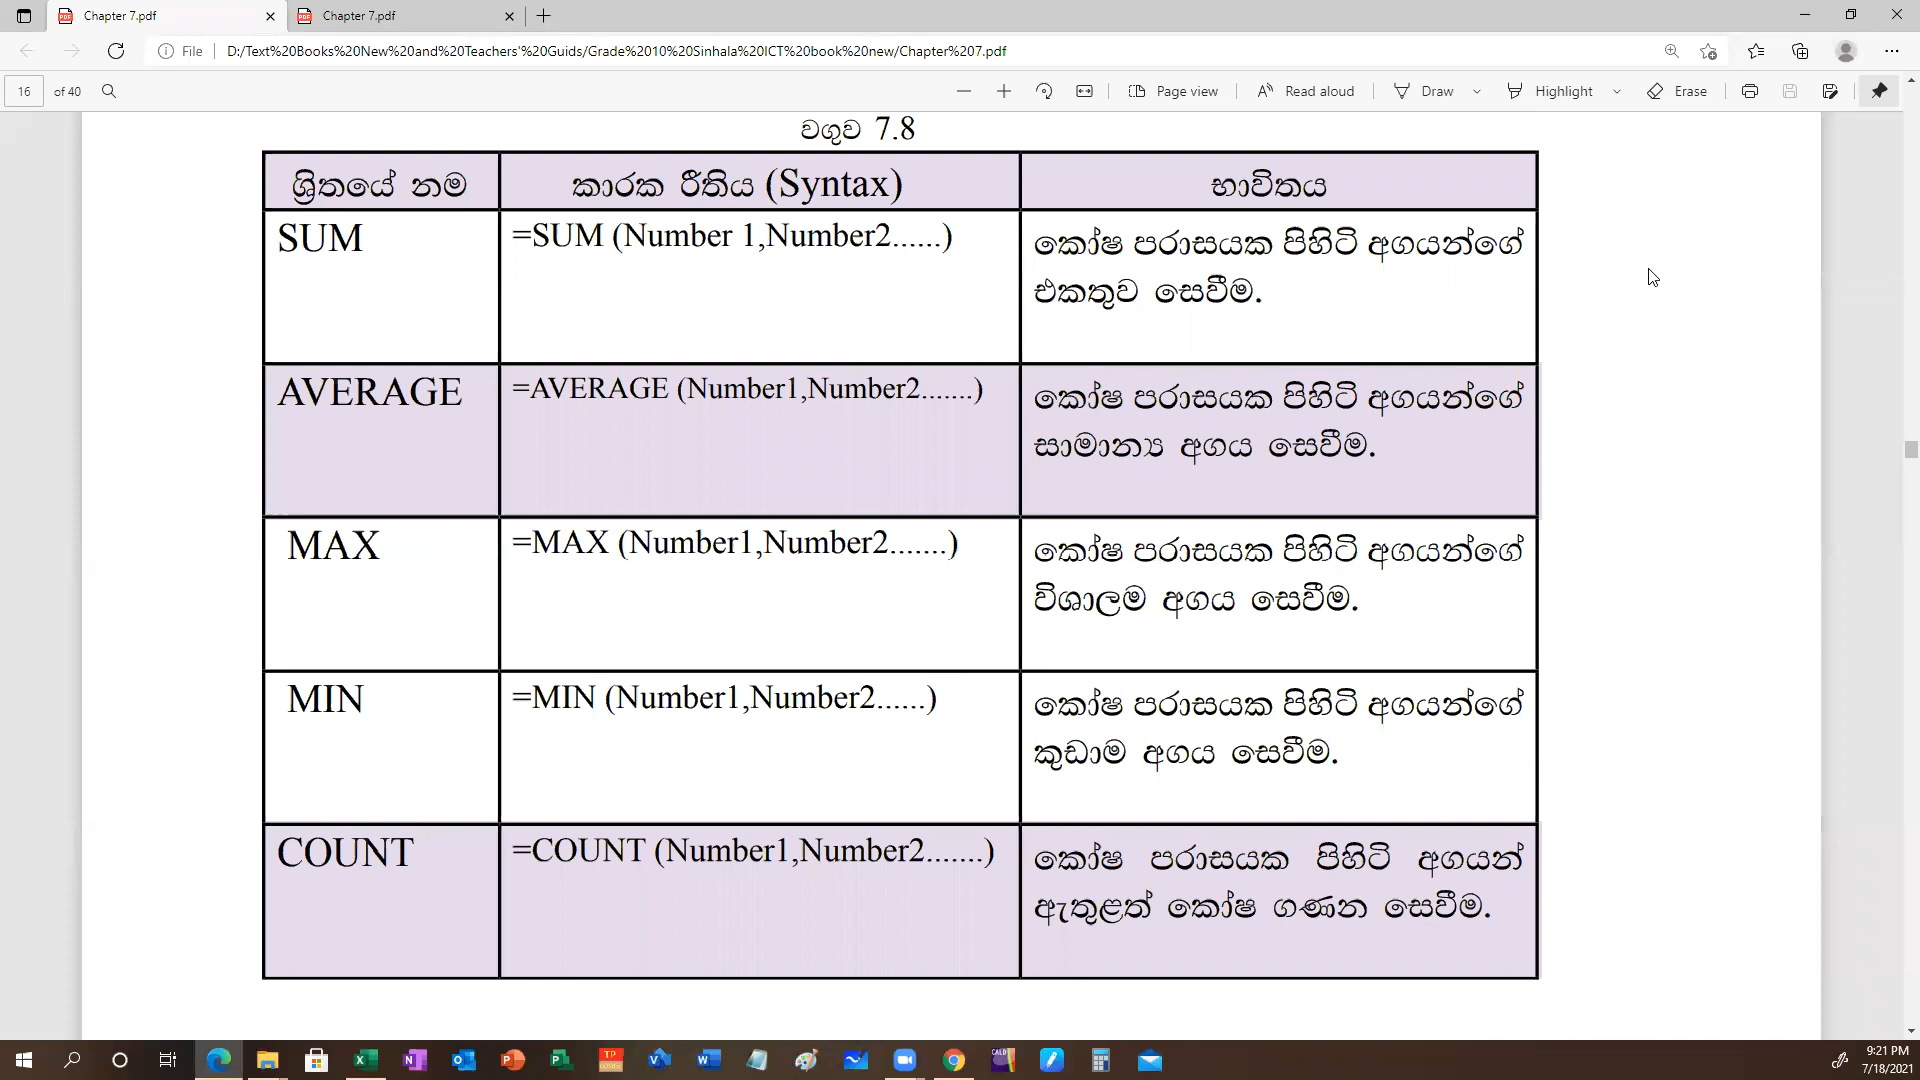 Chapter 7.pdf
Chapter 7.pdf
File
D:/Text%20Books%20New%20and%20Teachers'%20Guids/Grade%2010%20Sinhala%20ICT%20book%20new/Chapter%207.pdf
16 of 40
Page view
Read aloud
Draw
Highlight
Erase
වගුව 7.8
ශ්‍රිතයේ නම කාරක රීතිය (Syntax) භාවිතය
SUM =SUM (Number 1,Number2......) කෝෂ පරාසයක පිහිටි අගයන්ගේ
එකතුව සෙවීම.
AVERAGE =AVERAGE (Number1,Number2.......) කෝෂ පරාසයක පිහිටි අගයන්ගේ
සාමාන්‍ය අගය සෙවීම.
MAX =MAX (Number1,Number2.......) කෝෂ පරාසයක පිහිටි අගයන්ගේ
විශාලම අගය සෙවීම.
MIN =MIN (Number1,Number2......) කෝෂ පරාසයක පිහිටි අගයන්ගේ
කුඩාම අගය සෙවීම.
COUNT =COUNT (Number1,Number2.......) කෝෂ පරාසයක පිහිටි අගයන්
ඇතුළත් කෝෂ ගණන සෙවීම.
9:21 PM
7/18/2021